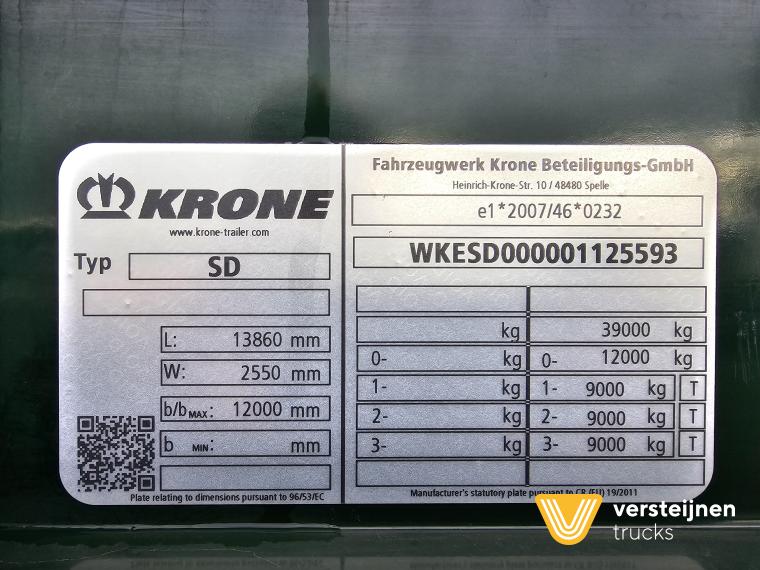 KRONE
www.krone-trailer.com
Typ SD
L: 13860 mm
W: 2550 mm
b/b MAX: 12000 mm
b MIN: mm
Plate relating to dimensions pursuant to 96/53/EC
Fahrzeugwerk Krone Beteiligungs-GmbH
Heinrich-Krone-Str. 10 / 48480 Spelle
e1*2007/46*0232
WKESD000001125593
kg 39000 kg
0- kg 0- 12000 kg
1- kg 1- 9000 kg T
2- kg 2- 9000 kg T
3- kg 3- 9000 kg T
Manufacturer's statutory plate pursuant to CR (EU) 19/2011
versteijnen
trucks